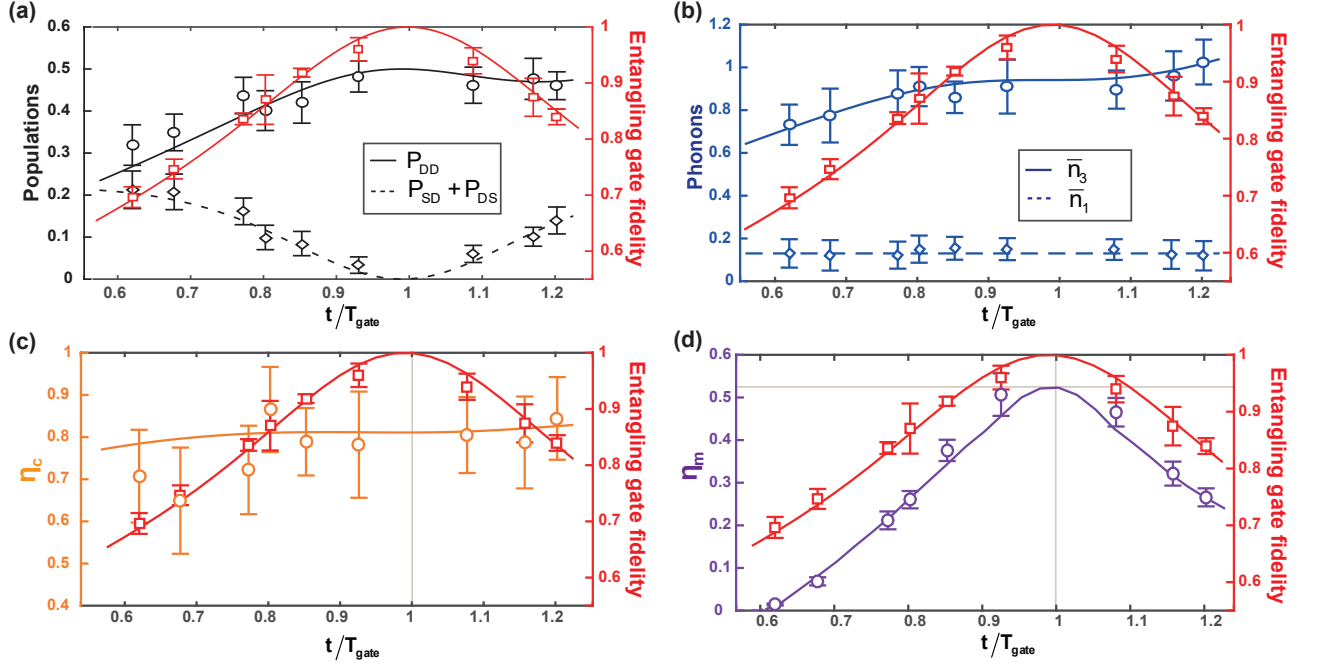 (a)
0.6
0.5
0.4
0.3
0.2
0.1
0
Populations
P_DD
P_SD + P_DS
1
0.9
0.8
0.7
0.6
Entangling gate fidelity
0.6 0.7 0.8 0.9 1 1.1 1.2
t/T_gate
(b)
1.2
1
0.8
0.6
0.4
0.2
0
Phonons
n̅_3
n̅_1
1
0.9
0.8
0.7
0.6
Entangling gate fidelity
0.6 0.7 0.8 0.9 1 1.1 1.2
t/T_gate
(c)
1
0.9
0.8
0.7
0.6
0.5
0.4
η_c
1
0.9
0.8
0.7
0.6
Entangling gate fidelity
0.6 0.7 0.8 0.9 1 1.1 1.2
t/T_gate
(d)
0.6
0.5
0.4
0.3
0.2
0.1
0
η_m
1
0.9
0.8
0.7
0.6
Entangling gate fidelity
0.6 0.7 0.8 0.9 1 1.1 1.2
t/T_gate